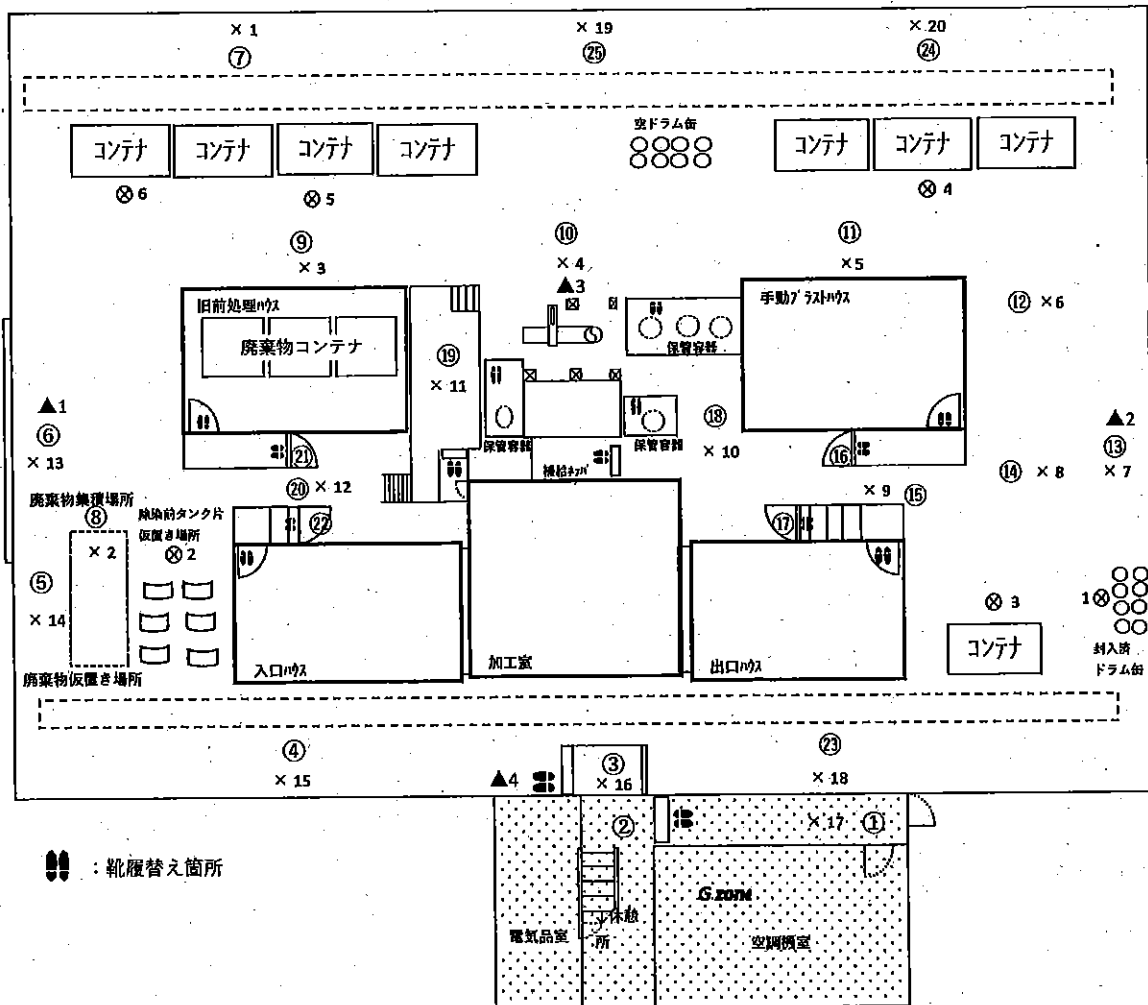 × 1
× 19
× 20
⑦
㉕
㉔
コンテナ コンテナ コンテナ コンテナ
空ドラム缶
コンテナ コンテナ コンテナ
⊗ 6
⊗ 5
⊗ 4
⑨
× 3
⑩
× 4
▲3
⑪
× 5
⑫ × 6
旧前処理ハウス
廃棄物コンテナ
⑲
× 11
保管容器
手動ブラストハウス
▲1
⑥
× 13
保管容器
保管容器
⑱
× 10
▲2
⑬
× 7
㉑
⑯
⑭ × 8
⑳ × 12
× 9 ⑮
廃棄物集積場所
⑧
× 2
除染前タンク片
仮置き場所
⊗ 2
㉒
⑰
⑤
× 14
⊗ 3
1 ⊗
コンテナ
封入済
ドラム缶
廃棄物仮置き場所
入口ハウス
加工室
出口ハウス
④
× 15
▲4
③
× 16
㉓
× 18
②
× 17 ①
:靴履替え箇所
G zone
電気品室
休憩
所
空調機室